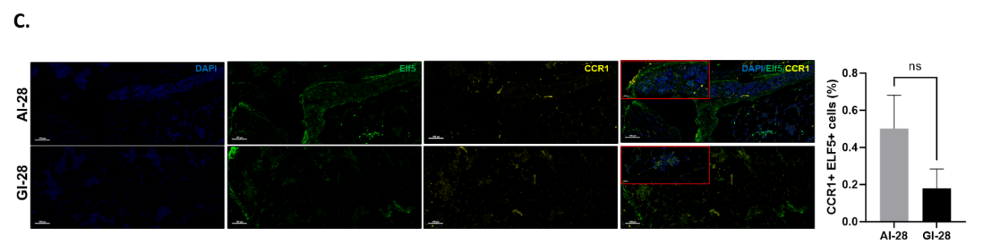 C.
AI-28
DAPI
Elf5
CCR1
DAPI/Elf5/CCR1
GI-28
CCR1+ ELF5+ cells (%)
0.8
0.6
0.4
0.2
0.0
ns
AI-28
GI-28